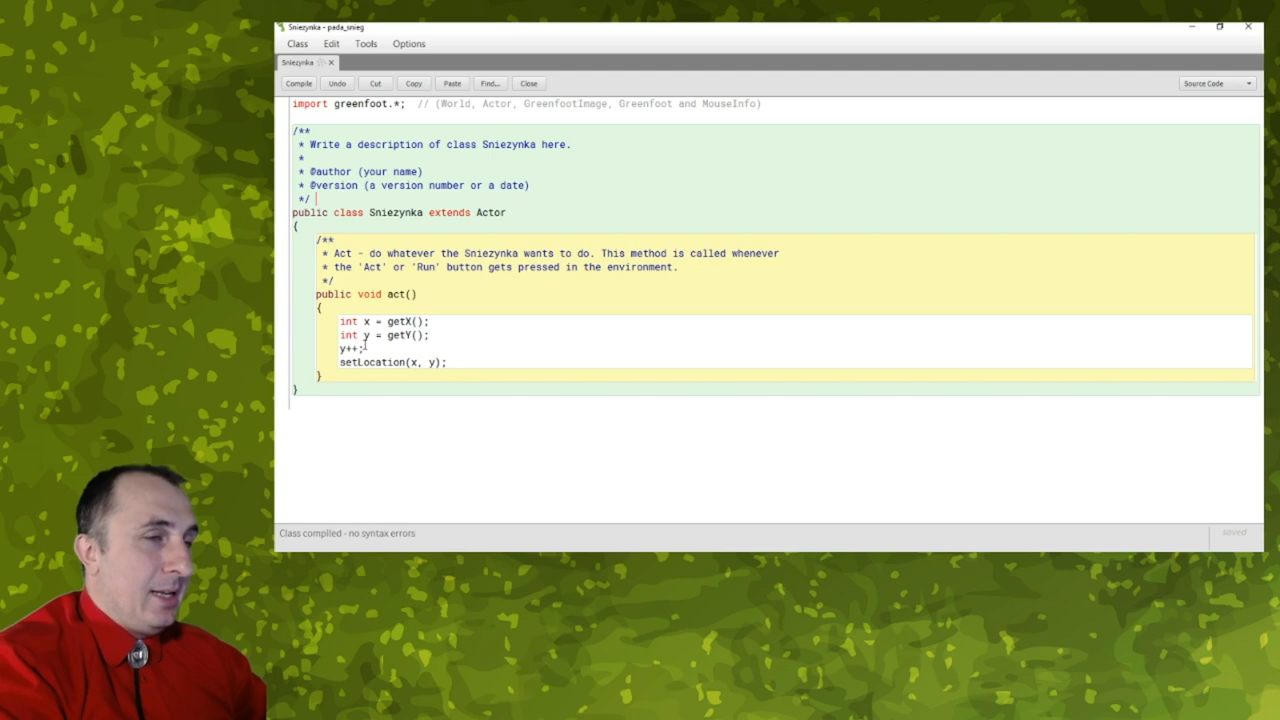 Sniezynka - pada_snieg
Class Edit Tools Options
Sniezynka
Compile Undo Cut Copy Paste Find... Close Source Code
import greenfoot.*;  // (World, Actor, GreenfootImage, Greenfoot and MouseInfo)
/**
 * Write a description of class Sniezynka here.
 *
 * @author (your name)
 * @version (a version number or a date)
 */
public class Sniezynka extends Actor
{
    /**
     * Act - do whatever the Sniezynka wants to do. This method is called whenever
     * the 'Act' or 'Run' button gets pressed in the environment.
     */
    public void act()
    {
        int x = getX();
        int y = getY();
        y++;
        setLocation(x, y);
    }
}
Class compiled - no syntax errors
saved